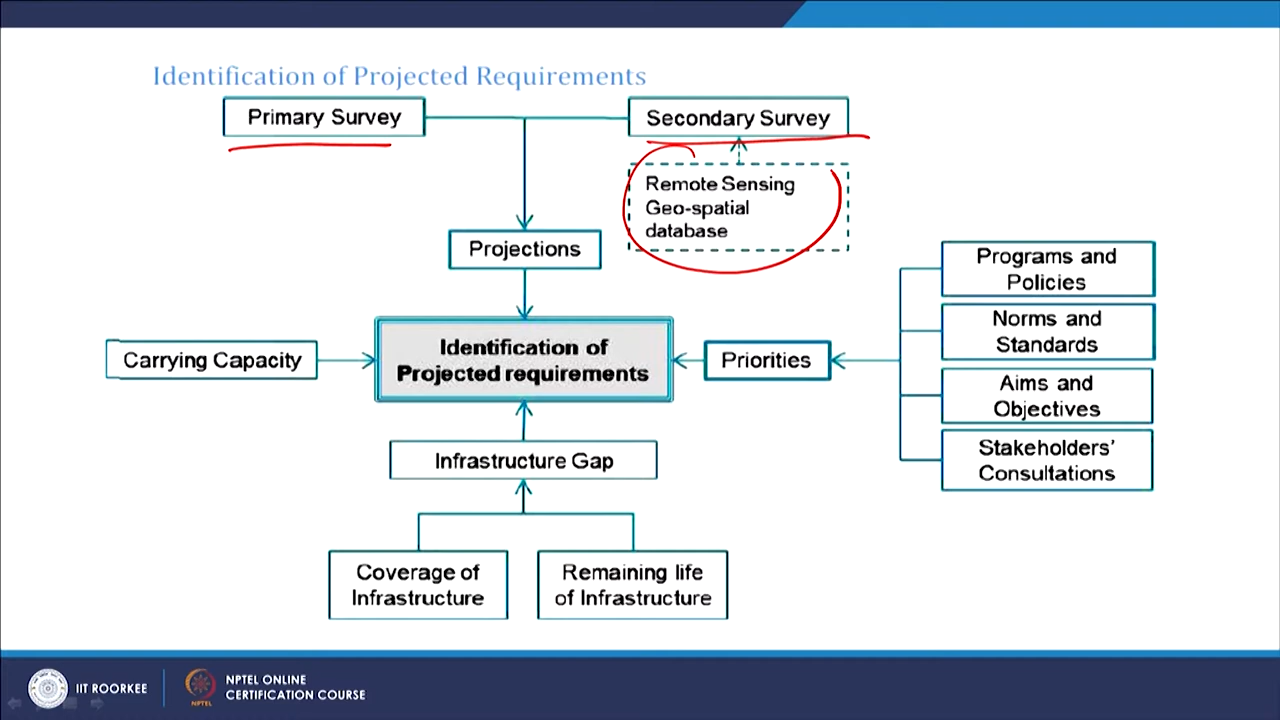 Identification of Projected Requirements
Primary Survey
Secondary Survey
Remote Sensing
Geo-spatial
database
Projections
Programs and
Policies
Norms and
Standards
Carrying Capacity
Identification of
Projected requirements
Priorities
Aims and
Objectives
Infrastructure Gap
Stakeholders'
Consultations
Coverage of
Infrastructure
Remaining life
of Infrastructure
IIT ROORKEE
NPTEL
NPTEL ONLINE
CERTIFICATION COURSE